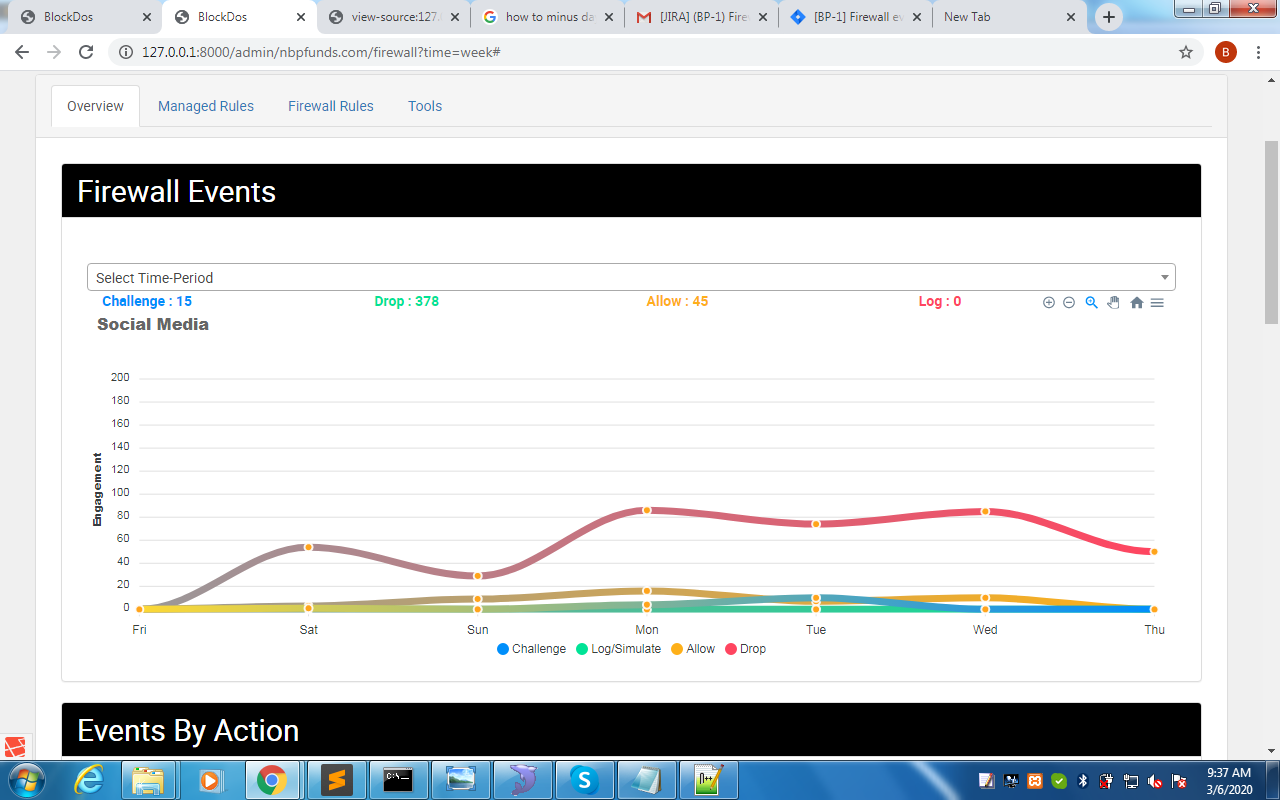 BlockDos
BlockDos
view-source:127.
how to minus da
[JIRA] (BP-1) Fire
[BP-1] Firewall ev
New Tab
127.0.0.1:8000/admin/nbpfunds.com/firewall?time=week#
B
Overview
Managed Rules
Firewall Rules
Tools
Firewall Events
Select Time-Period
Challenge : 15
Drop : 378
Allow : 45
Log : 0
Social Media
Engagement
200
180
160
140
120
100
80
60
40
20
0
Fri
Sat
Sun
Mon
Tue
Wed
Thu
Challenge
Log/Simulate
Allow
Drop
Events By Action
9:37 AM
3/6/2020